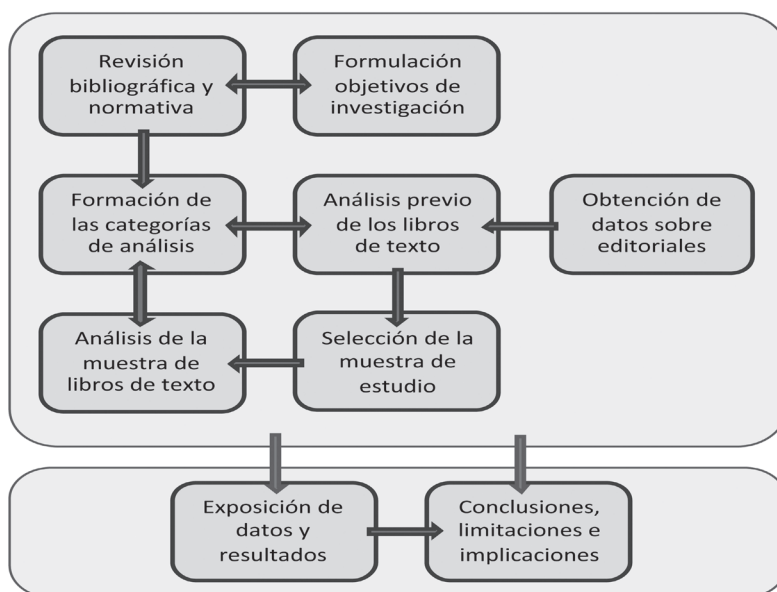 Revisión
bibliográfica y
normativa
Formulación
objetivos de
investigación
Formación de
las categorías
de análisis
Análisis previo
de los libros
de texto
Obtención de
datos sobre
editoriales
Análisis de la
muestra de
libros de texto
Selección de la
muestra de
estudio
Exposición de
datos y
resultados
Conclusiones,
limitaciones e
implicaciones